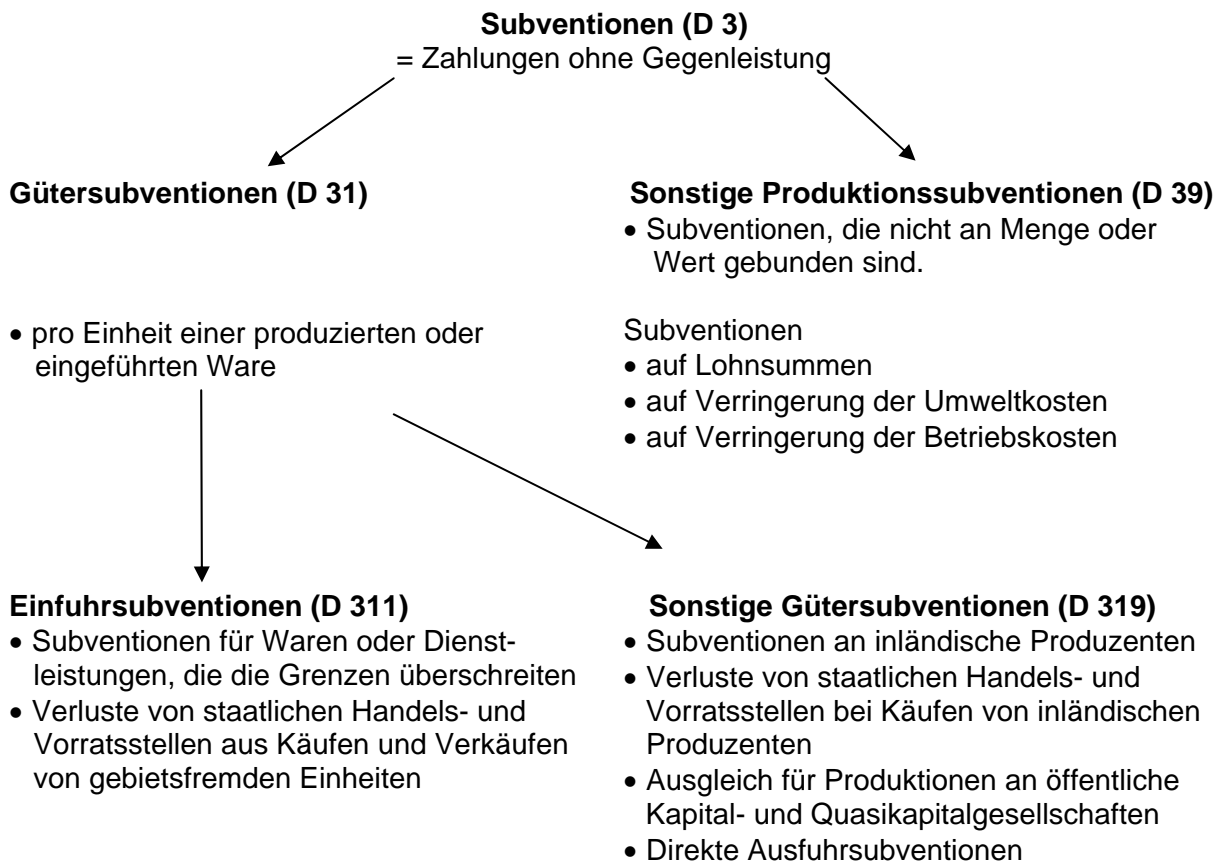 Subventionen (D 3)
= Zahlungen ohne Gegenleistung
Gütersubventionen (D 31)
• pro Einheit einer produzierten oder
eingeführten Ware
Sonstige Produktionssubventionen (D 39)
• Subventionen, die nicht an Menge oder
Wert gebunden sind.
Subventionen
• auf Lohnsummen
• auf Verringerung der Umweltkosten
• auf Verringerung der Betriebskosten
Einfuhrsubventionen (D 311)
• Subventionen für Waren oder Dienst-
leistungen, die die Grenzen überschreiten
• Verluste von staatlichen Handels- und
Vorratsstellen aus Käufen und Verkäufen
von gebietsfremden Einheiten
Sonstige Gütersubventionen (D 319)
• Subventionen an inländische Produzenten
• Verluste von staatlichen Handels- und
Vorratsstellen bei Käufen von inländischen
Produzenten
• Ausgleich für Produktionen an öffentliche
Kapital- und Quasikapitalgesellschaften
• Direkte Ausfuhrsubventionen